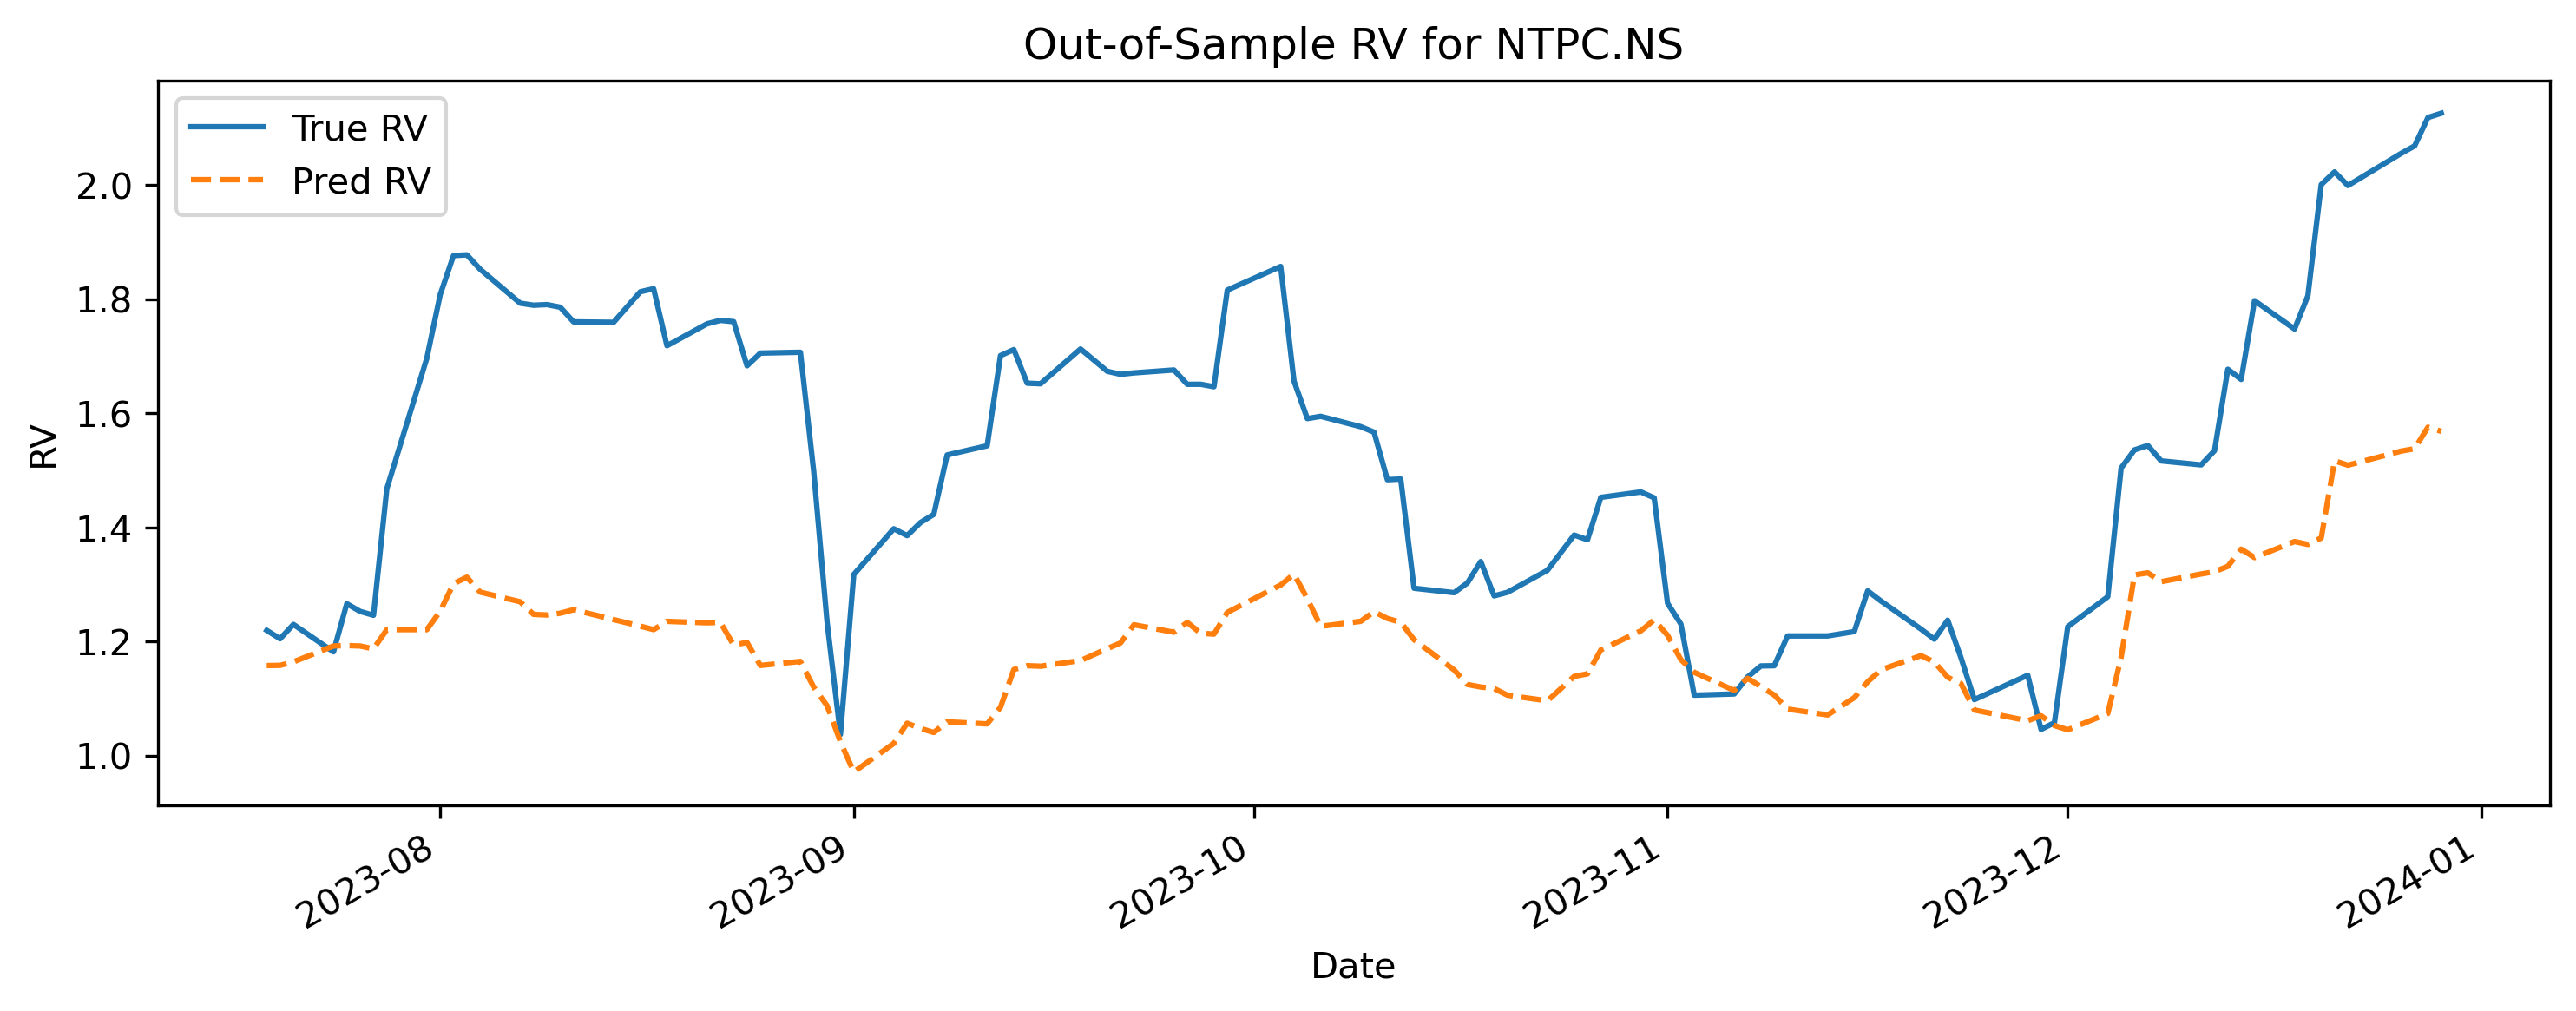 Out-of-Sample RV for NTPC.NS
True RV
Pred RV
RV
2.0
1.8
1.6
1.4
1.2
1.0
2023-08
2023-09
2023-10
2023-11
2023-12
2024-01
Date